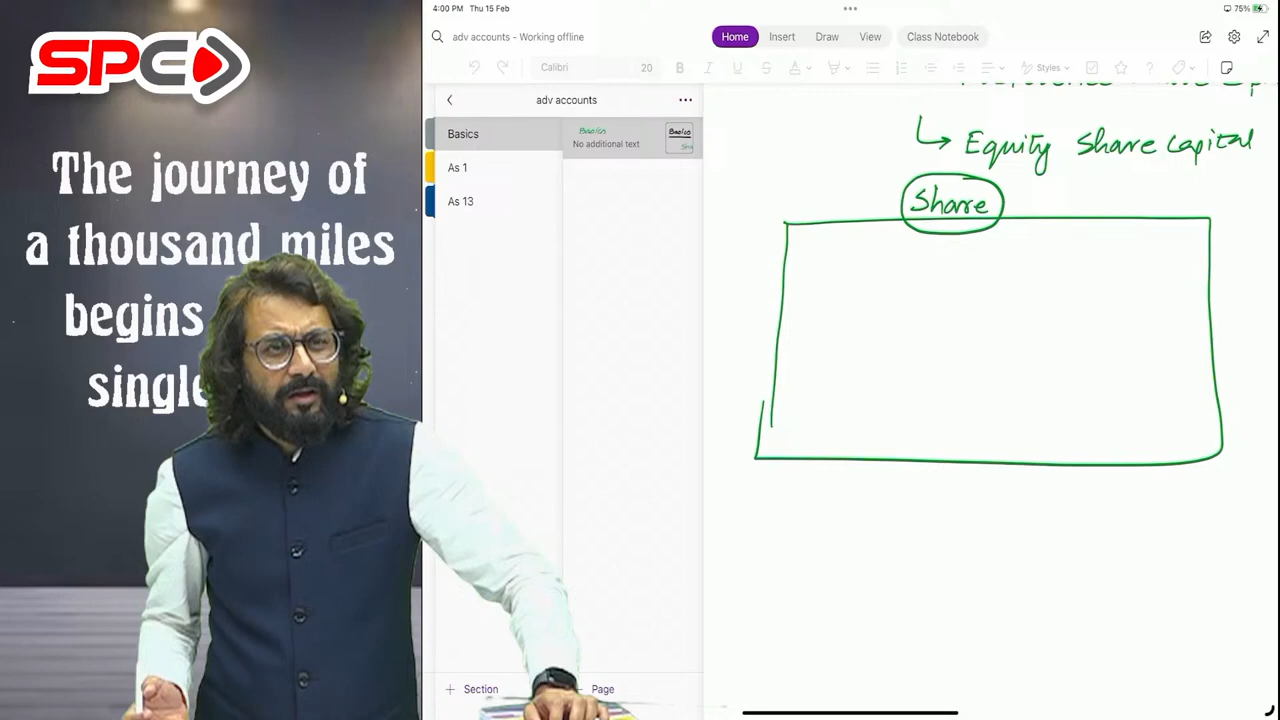 4:00 PM Thu 15 Feb
75%
SPED
adv accounts - Working offline
Home Insert Draw View Class Notebook
Calibri 20 B I U S A Styles
The journey of
a thousand miles
begins
single
adv accounts
Basics
As 1
As 13
Basics
No additional text
Basics
Equity Share Capital
Share
+ Section
+ Page